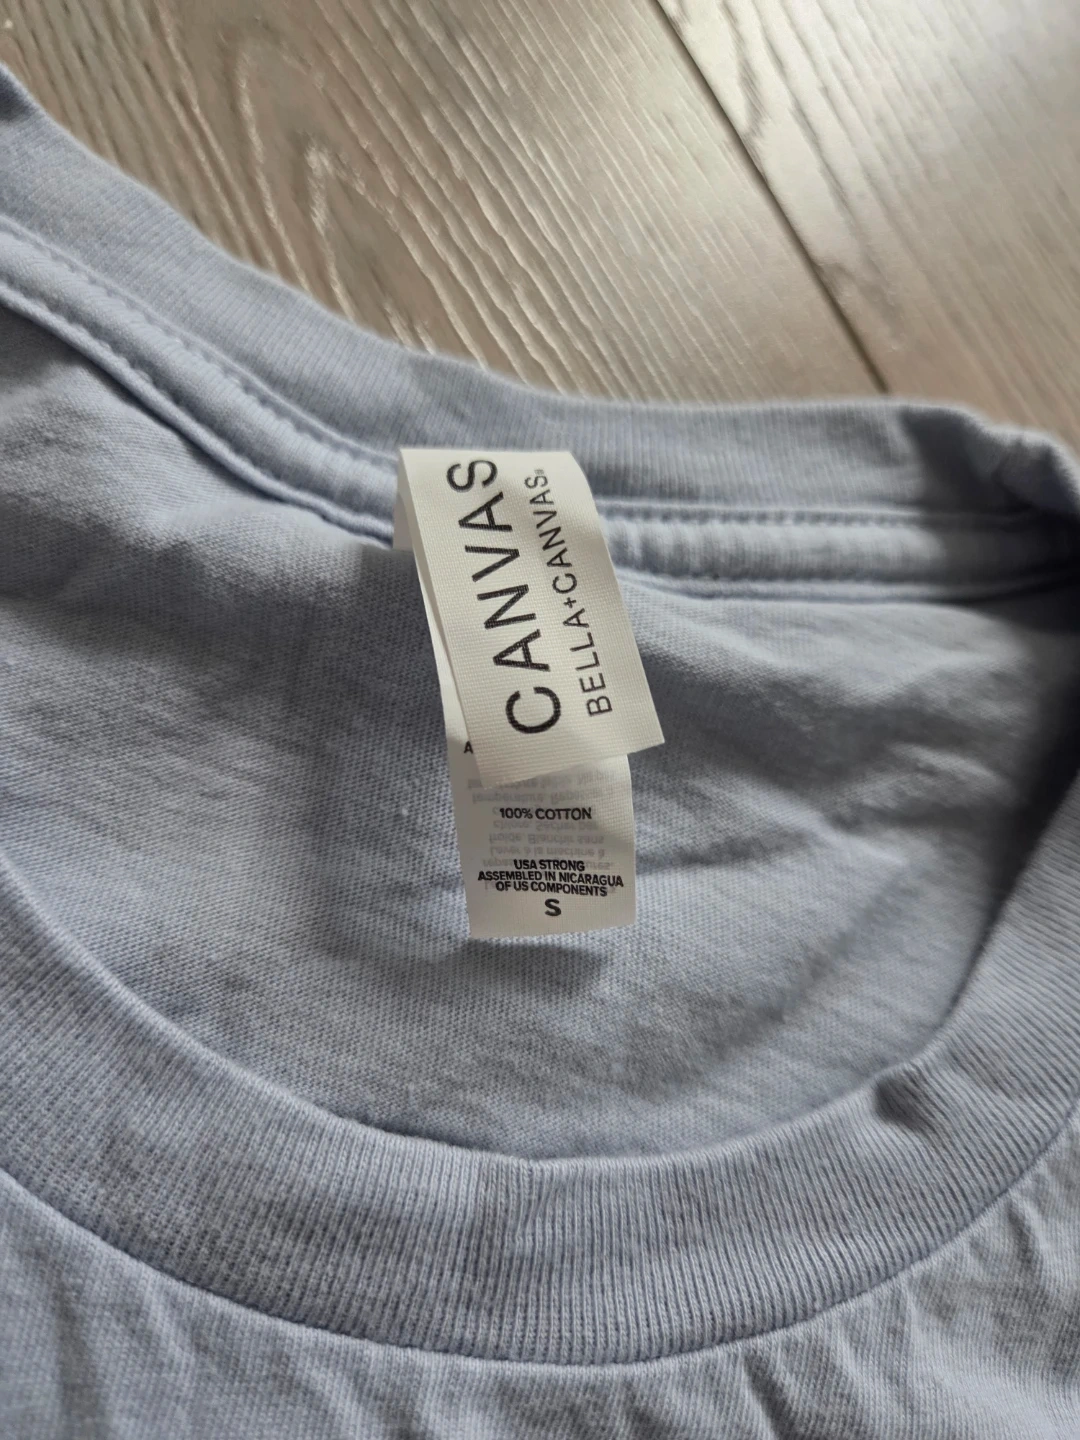 CANVAS
BELLA+CANVAS®
A
100% COTTON
USA STRONG
ASSEMBLED IN NICARAGUA
OF US COMPONENTS
S